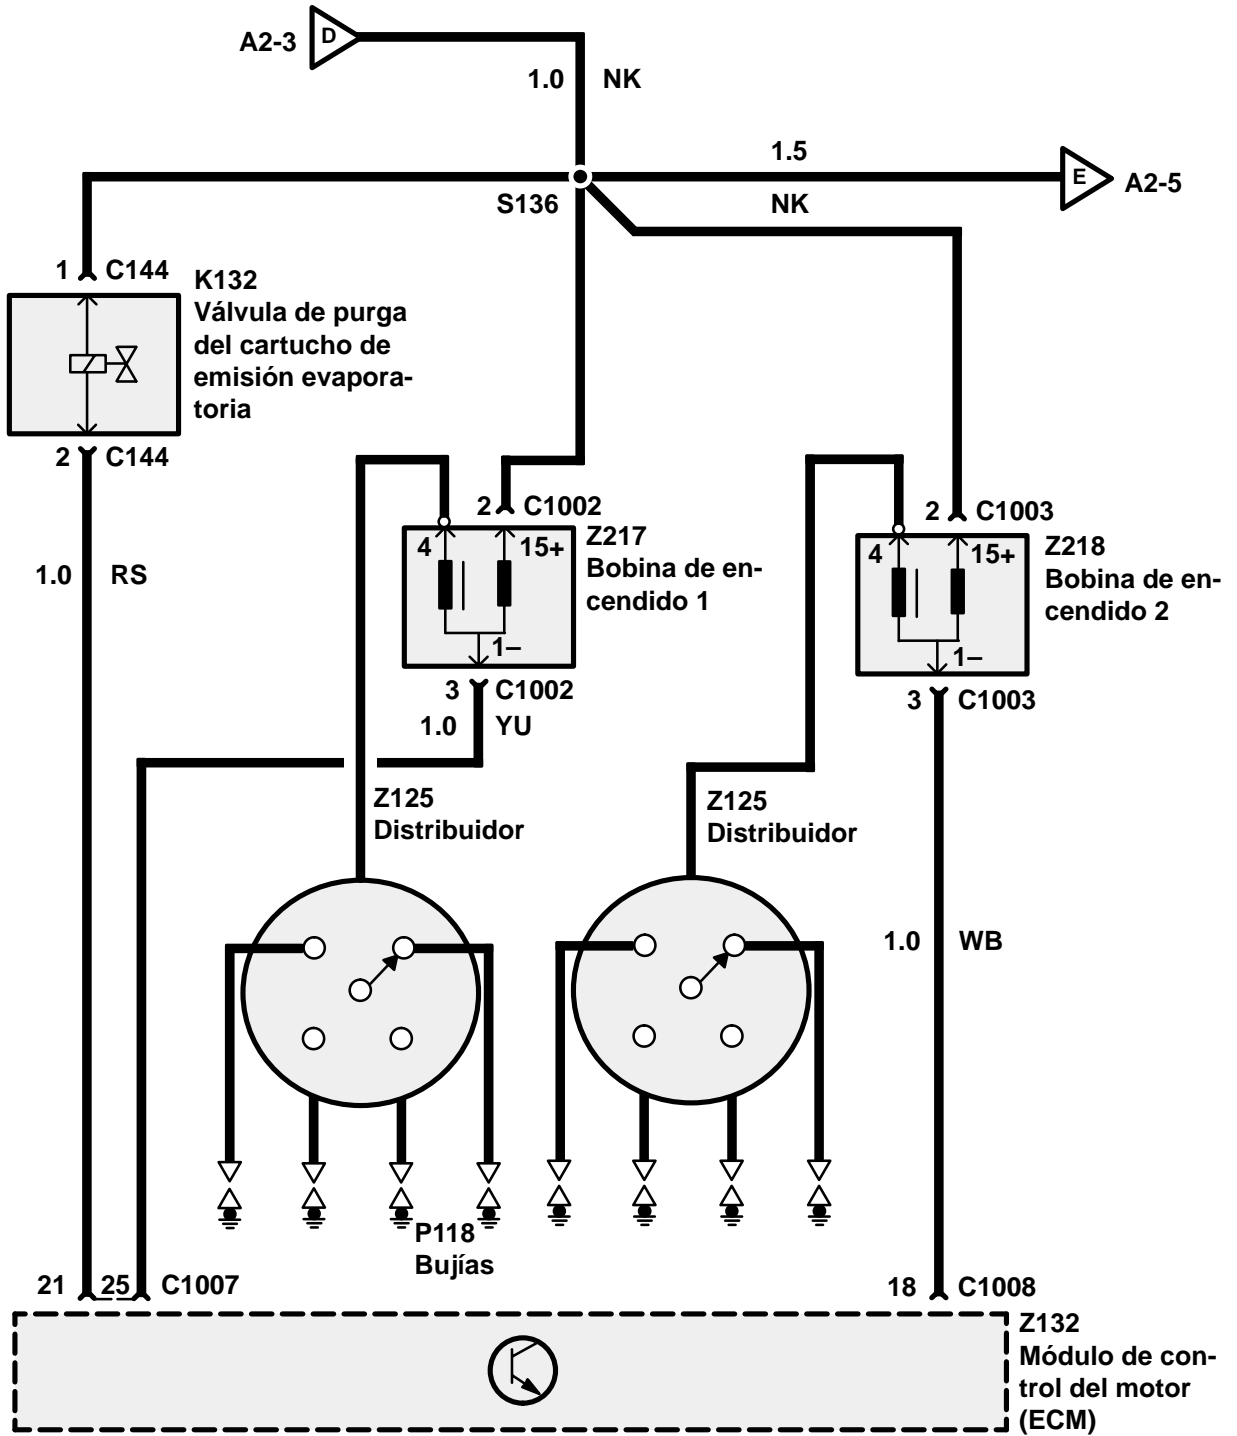 A2-3 D
1.0 NK
1.5
E A2-5
S136
NK
1 C144
K132
Válvula de purga
del cartucho de
emisión evapora-
toria
2 C144
2 C1002
Z217
Bobina de en-
cendido 1
4 15+
1–
3 C1002
1.0 YU
2 C1003
Z218
Bobina de en-
cendido 2
4 15+
1–
3 C1003
1.0 RS
Z125
Distribuidor
Z125
Distribuidor
1.0 WB
P118
Bujías
21 25 C1007
18 C1008
Z132
Módulo de con-
trol del motor
(ECM)